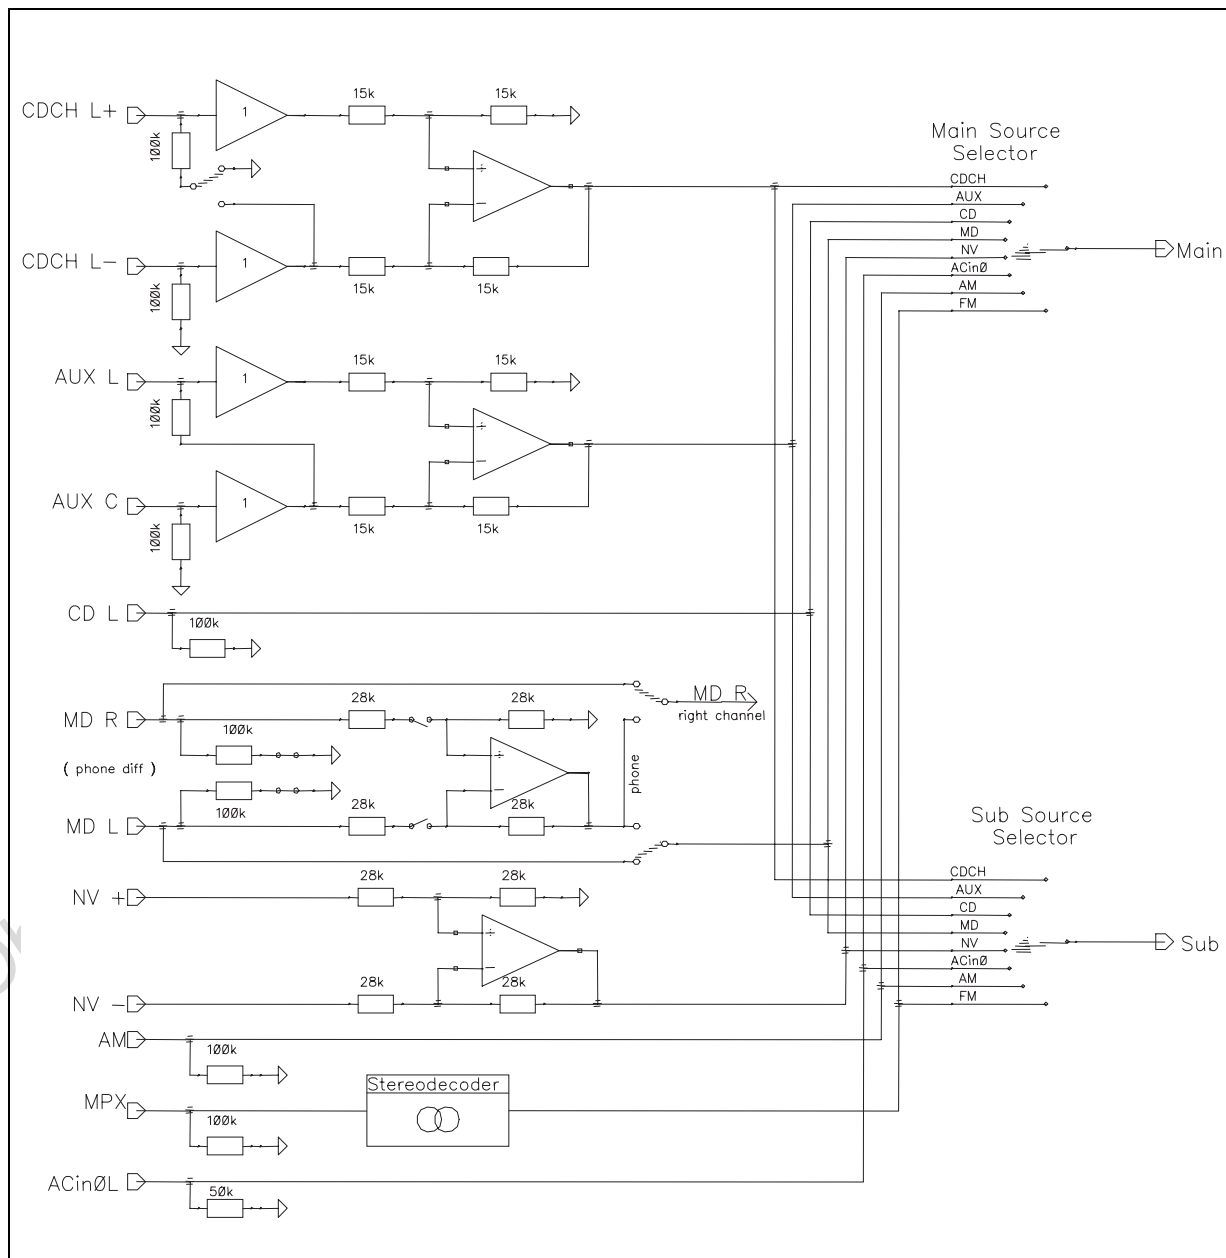 CDCH L+
100k
1
15k
15k
÷
−
CDCH L-
100k
1
15k
15k
AUX L
100k
1
15k
15k
÷
−
AUX C
100k
1
15k
15k
CD L
100k
MD R
( phone diff )
MD L
100k
100k
28k
28k
÷
−
28k
28k
phone
MD R
right channel
NV +
28k
28k
÷
−
NV -
28k
28k
AM
100k
MPX
100k
Stereodecoder
ACin0L
50k
Main Source
Selector
CDCH
AUX
CD
MD
NV
ACin0
AM
FM
Main
Sub Source
Selector
CDCH
AUX
CD
MD
NV
ACin0
AM
FM
Sub